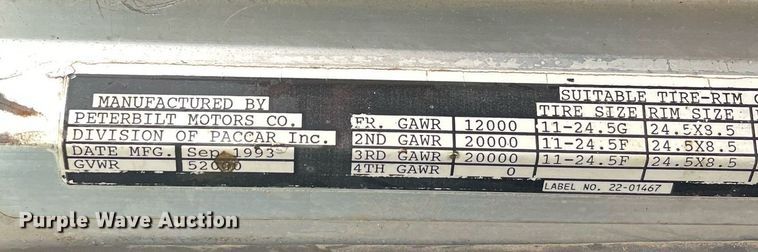 SUITABLE TIRE-RIM
MANUFACTURED BY
TIRE SIZE RIM SIZE
PETERBILT MOTORS CO.
FR. GAWR 12000 11-24.5G 24.5X8.5
DIVISION OF PACCAR Inc.
2ND GAWR 20000 11-24.5F 24.5X8.5
DATE MFG. Sep 1993
3RD GAWR 20000 11-24.5F 24.5X8.5
GVWR 52000
4TH GAWR 0
LABEL NO. 22-01467
Purple Wave Auction